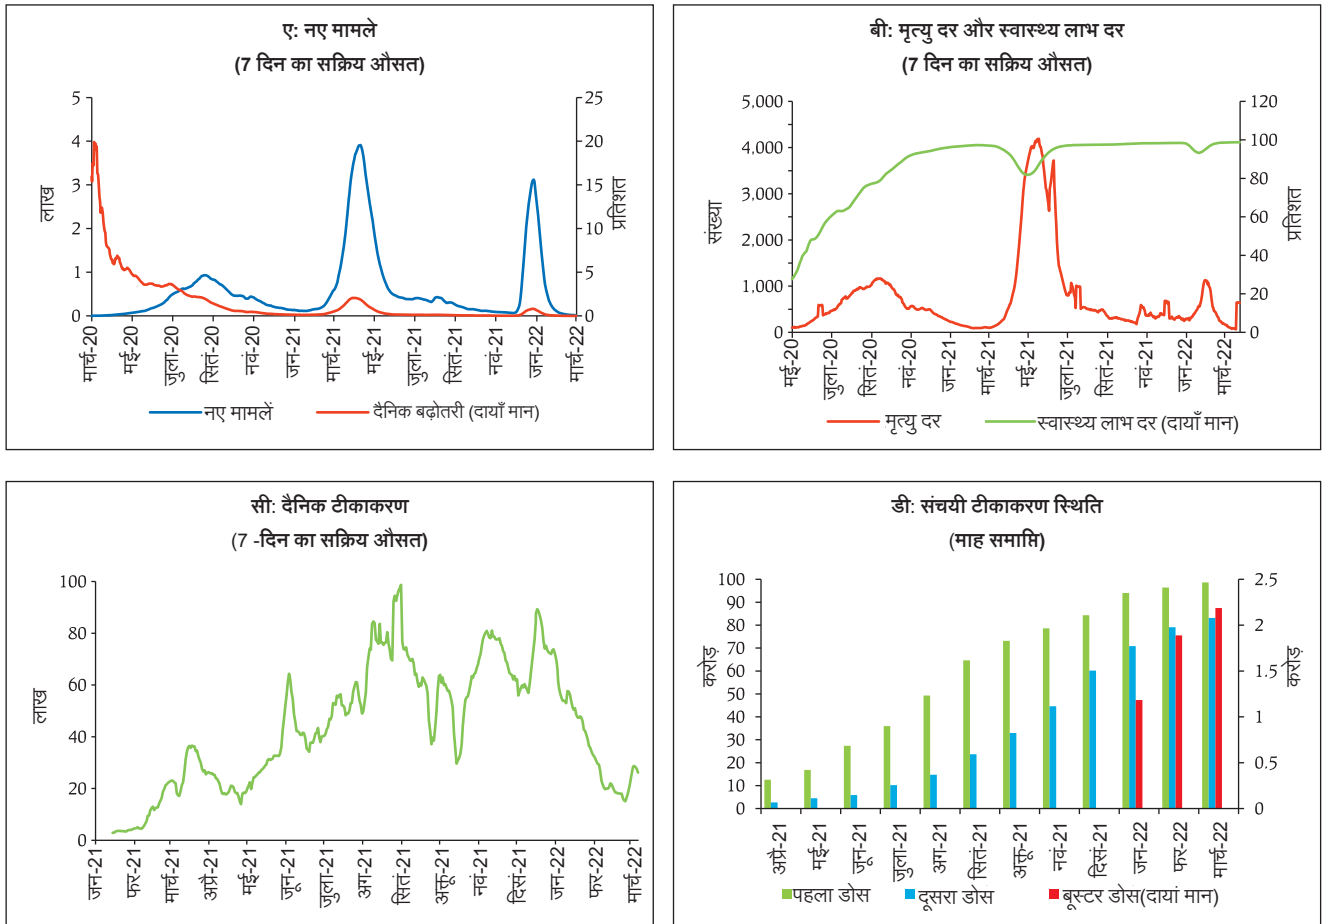 ए: नए मामले
(7 दिन का सक्रिय औसत)
5
4
3
2
1
0
25
20
15
10
5
0
लाख
प्रतिशत
मार्च-20
मई-20
जुला-20
सितं-20
नवं-20
जन-21
मार्च-21
मई-21
जुला-21
सितं-21
नवं-21
जन-22
मार्च-22
नए मामलें
दैनिक बढ़ोतरी (दायाँ मान)
बी: मृत्यु दर और स्वास्थ्य लाभ दर
(7 दिन का सक्रिय औसत)
5,000
4,000
3,000
2,000
1,000
0
120
100
80
60
40
20
0
संख्या
प्रतिशत
मई-20
जुला-20
सितं-20
नवं-20
जन-21
मार्च-21
मई-21
जुला-21
सितं-21
नवं-21
जन-22
मार्च-22
मृत्यु दर
स्वास्थ्य लाभ दर (दायाँ मान)
सी: दैनिक टीकाकरण
(7 -दिन का सक्रिय औसत)
100
80
60
40
20
0
लाख
जन-21
फर-21
मार्च-21
अप्रै-21
मई-21
जून-21
जुला-21
अग-21
सितं-21
अक्तू-21
नवं-21
दिसं-21
जन-22
फर-22
मार्च-22
डी: संचयी टीकाकरण स्थिति
(माह समाप्ति)
100
90
80
70
60
50
40
30
20
10
0
2.5
2
1.5
1
0.5
0
करोड़
करोड़
अप्रै-21
मई-21
जून-21
जुला-21
अग-21
सितं-21
अक्तू-21
नवं-21
दिसं-21
जन-22
फर-22
मार्च-22
पहला डोस
दूसरा डोस
बूस्टर डोस(दायां मान)